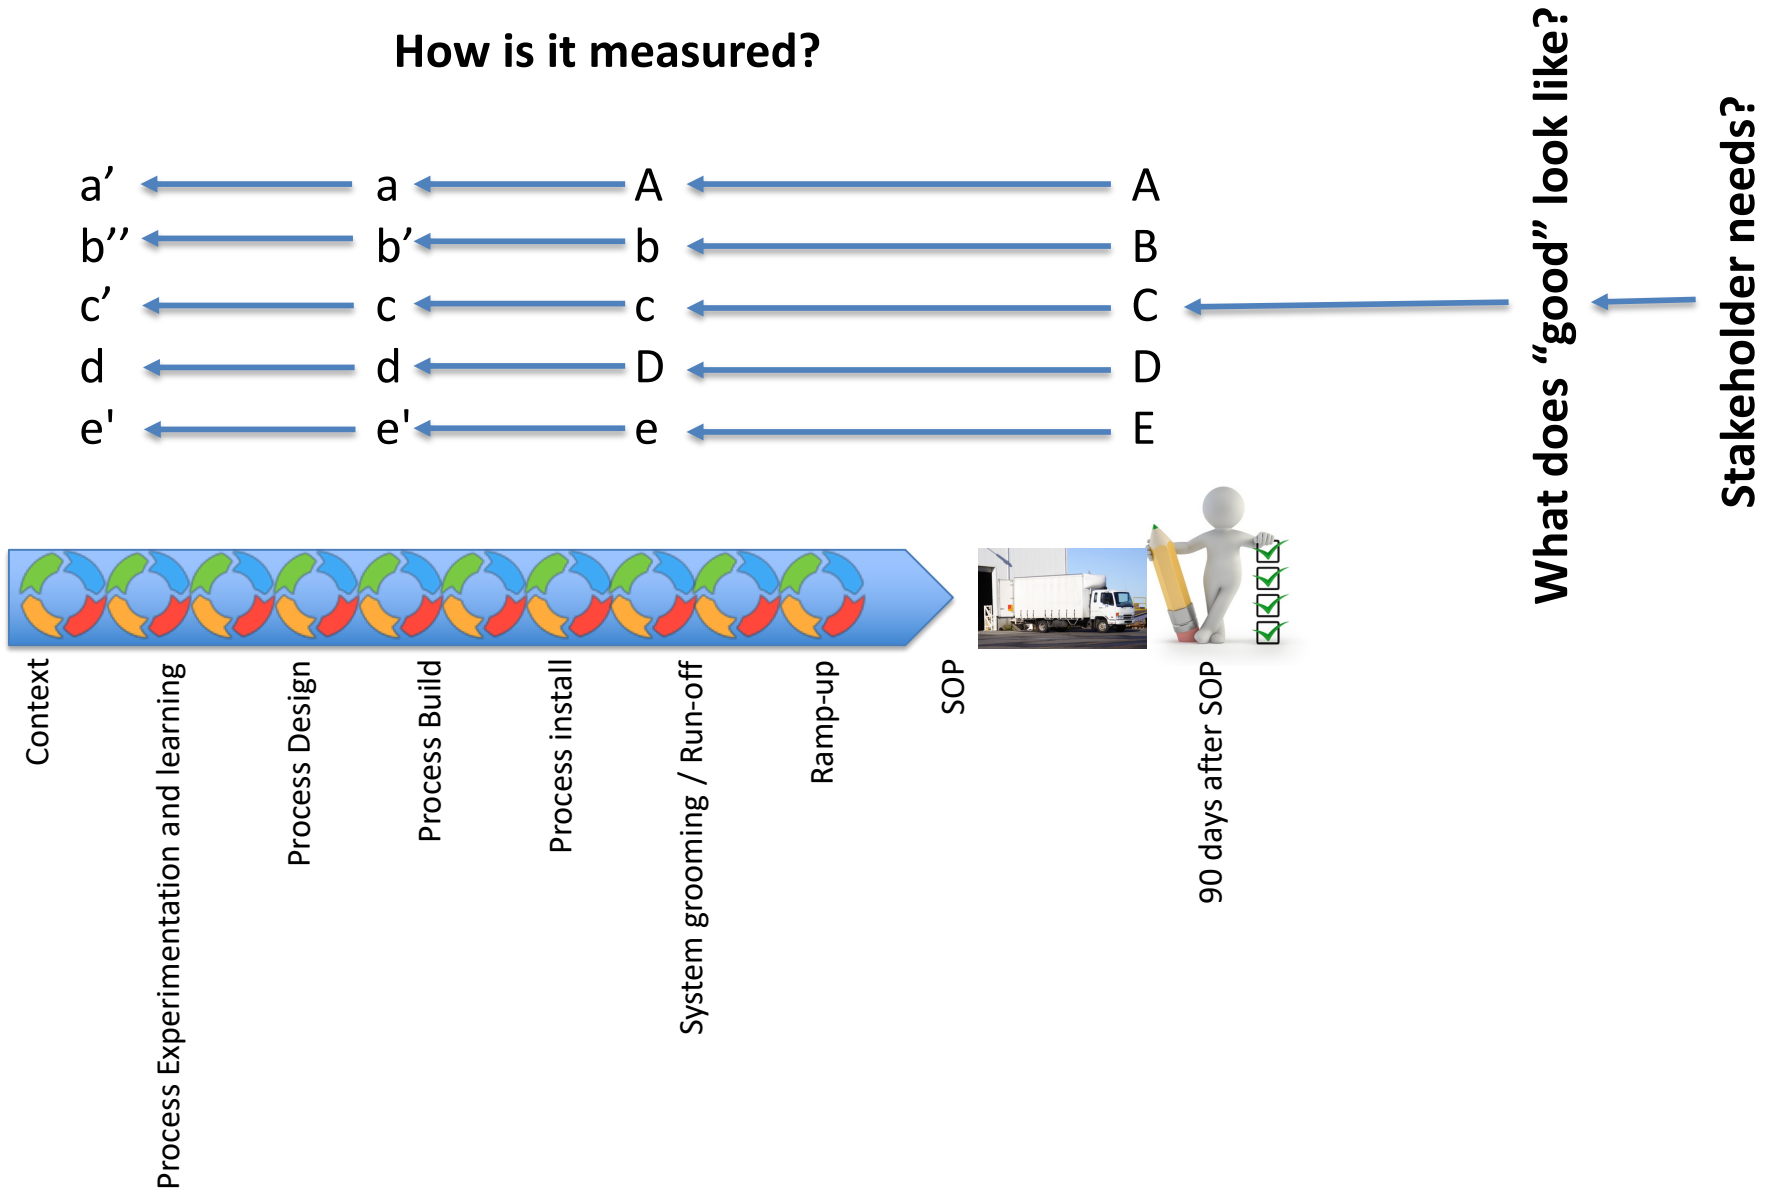 How is it measured?
What does “good” look like?
Stakeholder needs?
a’ a A A
b’’ b’ b B
c’ c c C
d d D D
e' e' e E
Context
Process Experimentation and learning
Process Design
Process Build
Process install
System grooming / Run-off
Ramp-up
SOP
90 days after SOP